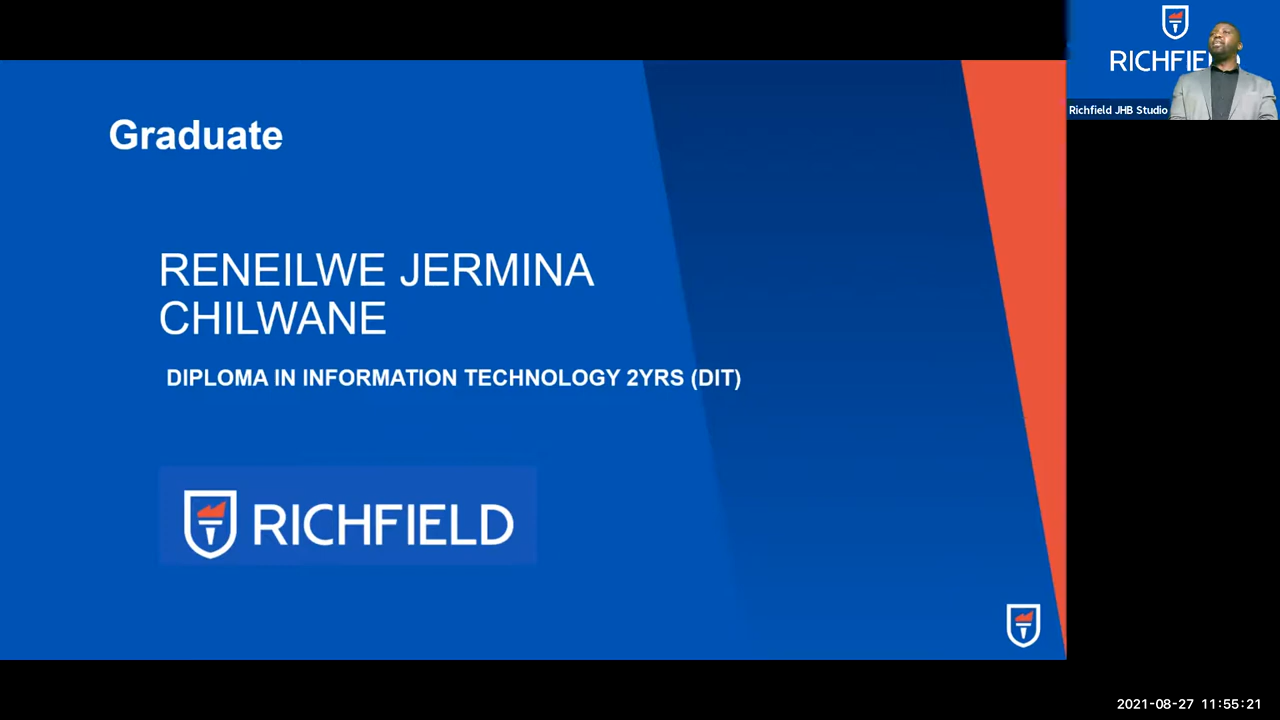 Graduate
RENEILWE JERMINA
CHILWANE
DIPLOMA IN INFORMATION TECHNOLOGY 2YRS (DIT)
RICHFIELD
RICHFIE
Richfield JHB Studio
2021-08-27 11:55:21